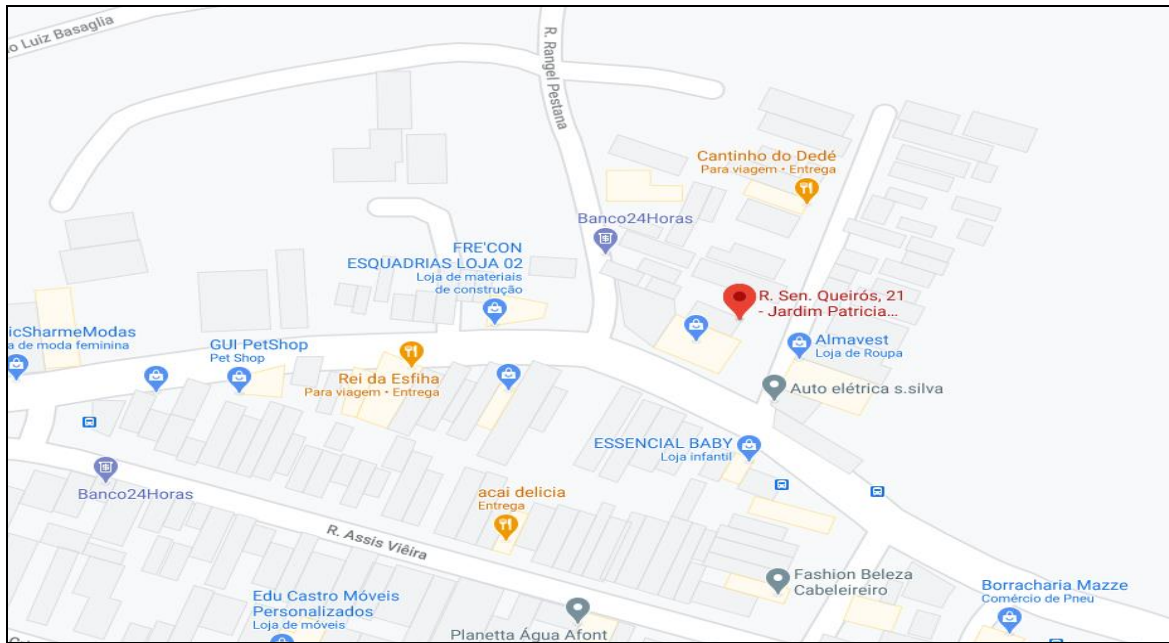 o Luiz Basaglia
R. Rangel Pestana
Cantinho do Dedé
Para viagem • Entrega
Banco24Horas
FRE'CON
ESQUADRIAS LOJA 02
Loja de materiais
de construção
R. Sen. Queirós, 21
- Jardim Patricia...
icSharmeModas
a de moda feminina
GUI PetShop
Pet Shop
Almavest
Loja de Roupa
Rei da Esfiha
Para viagem • Entrega
Auto elétrica s.silva
ESSENCIAL BABY
Loja infantil
Banco24Horas
acai delicia
Entrega
R. Assis Viêira
Fashion Beleza
Cabeleireiro
Edu Castro Móveis
Personalizados
Loja de móveis
Borracharia Mazze
Comércio de Pneu
Planetta Água Afont